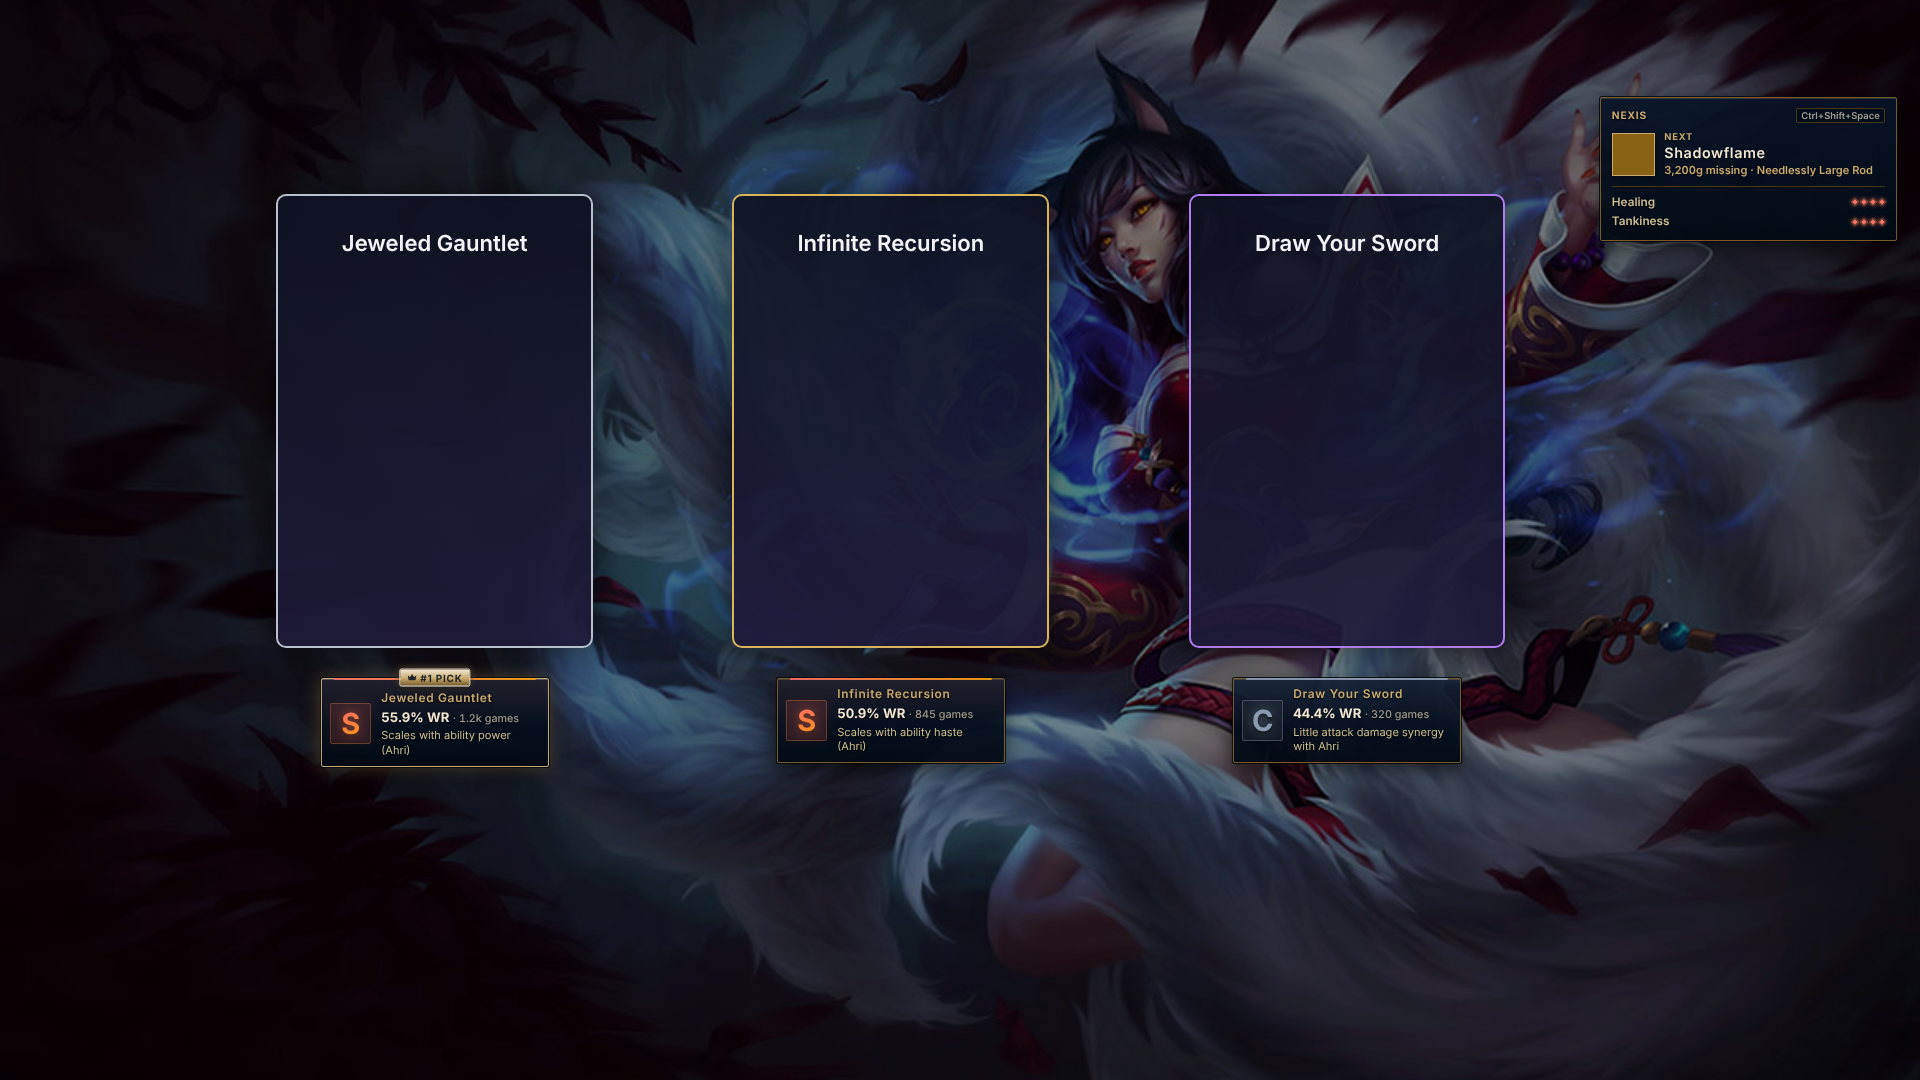 NEXIS
Ctrl+Shift+Space
NEXT
Shadowflame
3,200g missing · Needlessly Large Rod
Healing
Tankiness
Jeweled Gauntlet
Infinite Recursion
Draw Your Sword
#1 PICK
S
Jeweled Gauntlet
55.9% WR · 1.2k games
Scales with ability power
(Ahri)
S
Infinite Recursion
50.9% WR · 845 games
Scales with ability haste
(Ahri)
C
Draw Your Sword
44.4% WR · 320 games
Little attack damage synergy
with Ahri